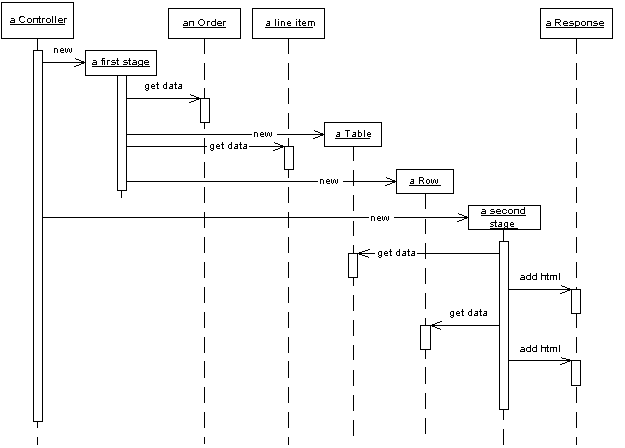 a Controller
an Order
a line item
a Response
new
a first stage
get data
new
a Table
get data
new
a Row
new
a second
stage
get data
add html
get data
add html